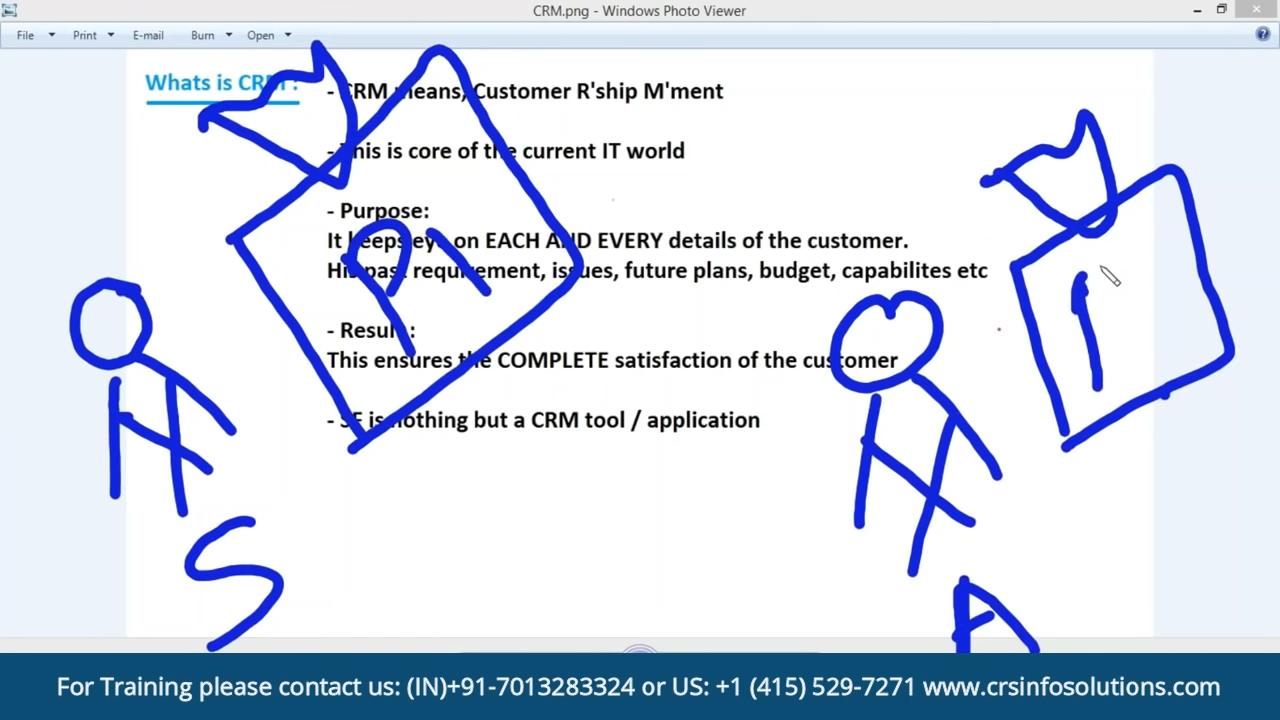 CRM.png - Windows Photo Viewer
File Print E-mail Burn Open
Whats is CRM :
- CRM means, Customer R'ship M'ment
- This is core of the current IT world
- Purpose:
It keeps eye on EACH AND EVERY details of the customer.
His past requirement, issues, future plans, budget, capabilites etc
- Result:
This ensures the COMPLETE satisfaction of the customer
- SF is nothing but a CRM tool / application
P1
S
A
For Training please contact us: (IN)+91-7013283324 or US: +1 (415) 529-7271 www.crsinfosolutions.com